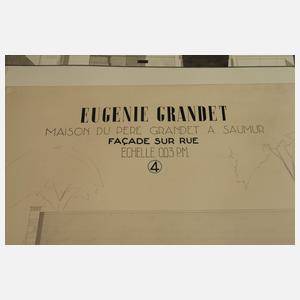 EUGENIE GRANDET
MAISON DU PERE GRANDET A SAUMUR
FAÇADE SUR RUE
ECHELLE 0.03 P.M.
4